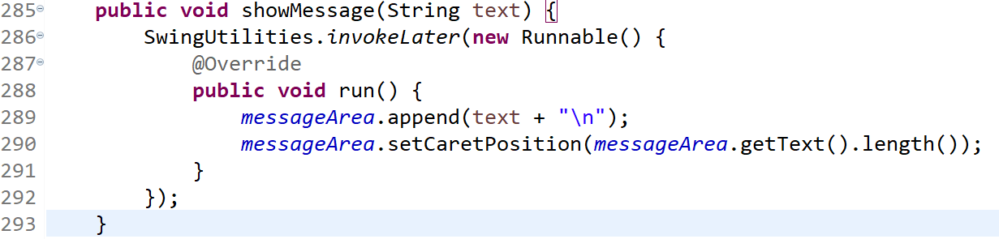 285 public void showMessage(String text) {
286 SwingUtilities.invokeLater(new Runnable() {
287 @Override
288 public void run() {
289 messageArea.append(text + "\n");
290 messageArea.setCaretPosition(messageArea.getText().length());
291 }
292 });
293 }